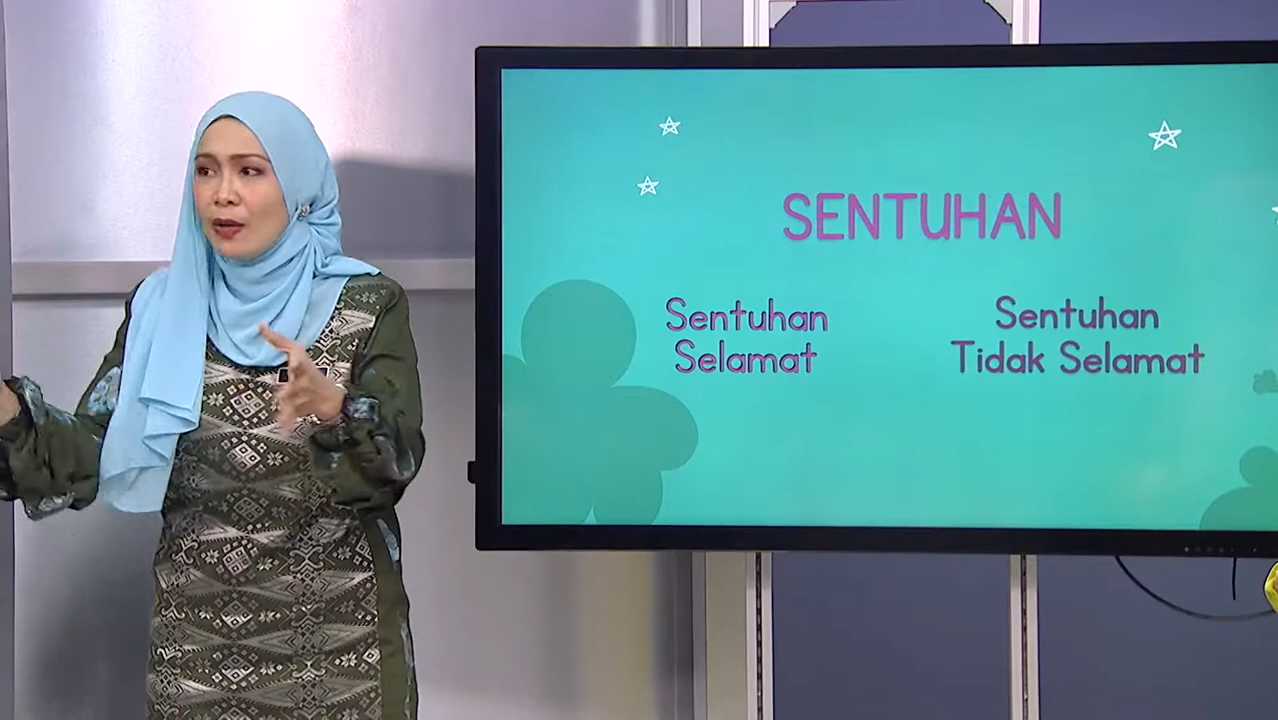 SENTUHAN
Sentuhan
Selamat
Sentuhan
Tidak Selamat